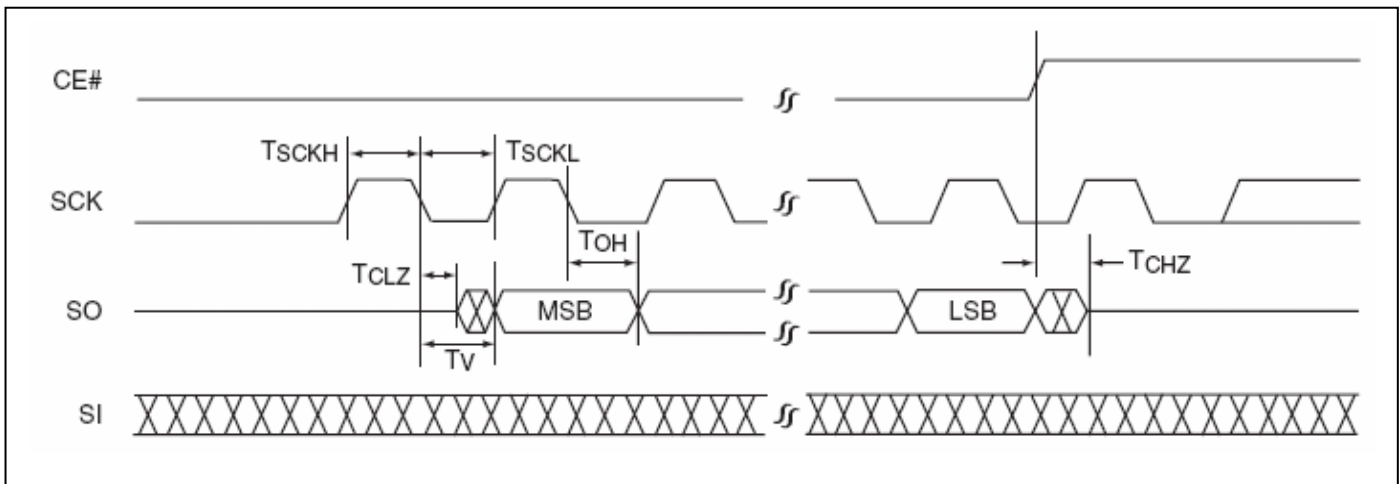 CE#
TSCKH
TSCKL
SCK
TOH
TCLZ
TCHZ
SO
MSB
LSB
TV
SI